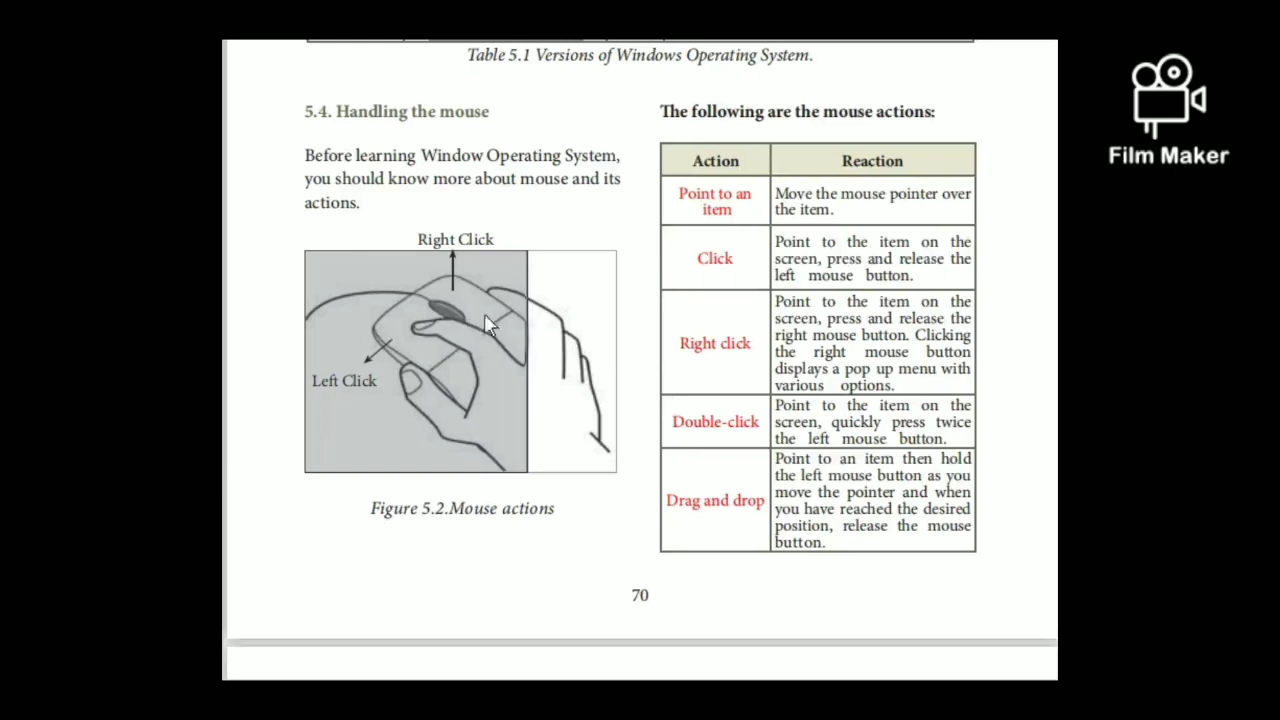 Table 5.1 Versions of Windows Operating System.
5.4. Handling the mouse
Before learning Window Operating System,
you should know more about mouse and its
actions.
Right Click
Left Click
Figure 5.2.Mouse actions
The following are the mouse actions:
Action
Reaction
Point to an
item
Move the mouse pointer over
the item.
Click
Point to the item on the
screen, press and release the
left mouse button.
Right click
Point to the item on the
screen, press and release the
right mouse button. Clicking
the right mouse button
displays a pop up menu with
various options.
Double-click
Point to the item on the
screen, quickly press twice
the left mouse button.
Drag and drop
Point to an item then hold
the left mouse button as you
move the pointer and when
you have reached the desired
position, release the mouse
button.
70
Film Maker